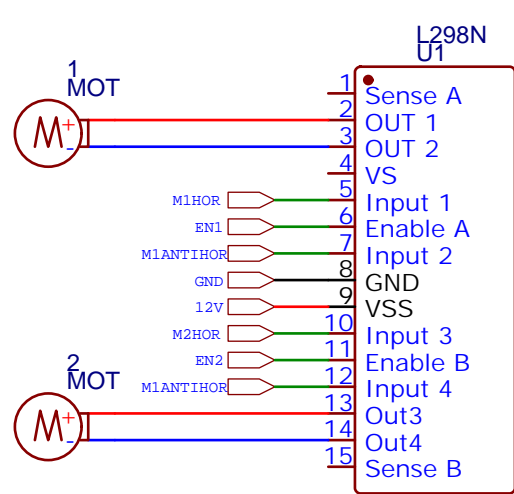 L298N
U1
1
MOT
M+
-
1 Sense A
2 OUT 1
3 OUT 2
4 VS
M1HOR 5 Input 1
EN1 6 Enable A
M1ANTIHOR 7 Input 2
GND 8 GND
12V 9 VSS
M2HOR 10 Input 3
EN2 11 Enable B
M1ANTIHOR 12 Input 4
2
MOT
M+
-
13 Out3
14 Out4
15 Sense B